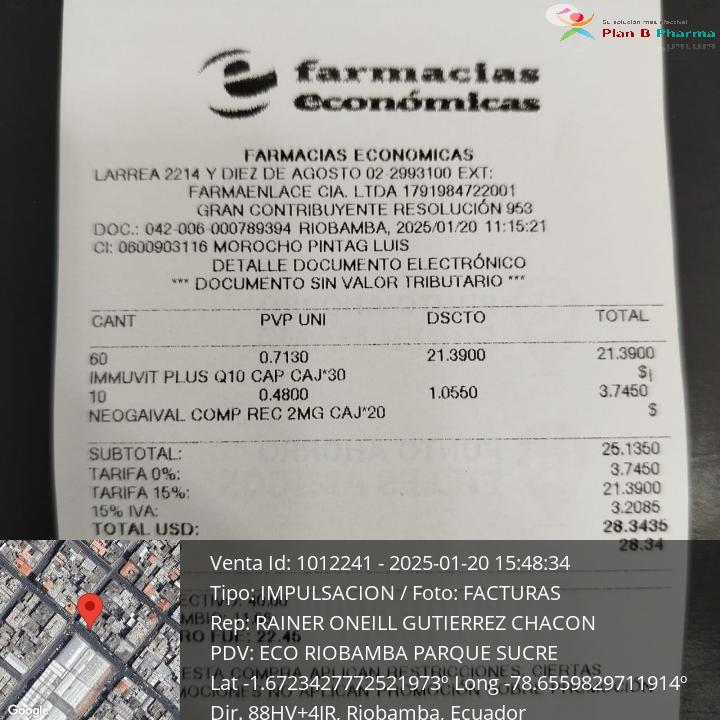 Su solución más efectiva!
Plan B Pharma
farmacias
económicas
FARMACIAS ECONOMICAS
LARREA 2214 Y DIEZ DE AGOSTO 02-2993100 EXT:
FARMAENLACE CIA. LTDA 1791984722001
GRAN CONTRIBUYENTE RESOLUCIÓN 953
DOC.: 042-006-000789394 RIOBAMBA, 2025/01/20 11:15:21
CI: 0600903116 MOROCHO PINTAG LUIS
DETALLE DOCUMENTO ELECTRÓNICO
*** DOCUMENTO SIN VALOR TRIBUTARIO ***
CANT PVP UNI DSCTO TOTAL
60 0.7130 21.3900 21.3900
IMMUVIT PLUS Q10 CAP CAJ*30 $¡
10 0.4800 1.0550 3.7450
NEOGAIVAL COMP REC 2MG CAJ*20 $
SUBTOTAL: 25.1350
TARIFA 0%: 3.7450
TARIFA 15%: 21.3900
15% IVA: 3.2085
TOTAL USD: 28.3435
28.34
Venta Id: 1012241 - 2025-01-20 15:48:34
Tipo: IMPULSACION / Foto: FACTURAS
Rep: RAINER ONEILL GUTIERREZ CHACON
PDV: ECO RIOBAMBA PARQUE SUCRE
Lat -1.6723427772521973° Long -78.6559829711914°
Dir. 88HV+4JR, Riobamba, Ecuador
Google